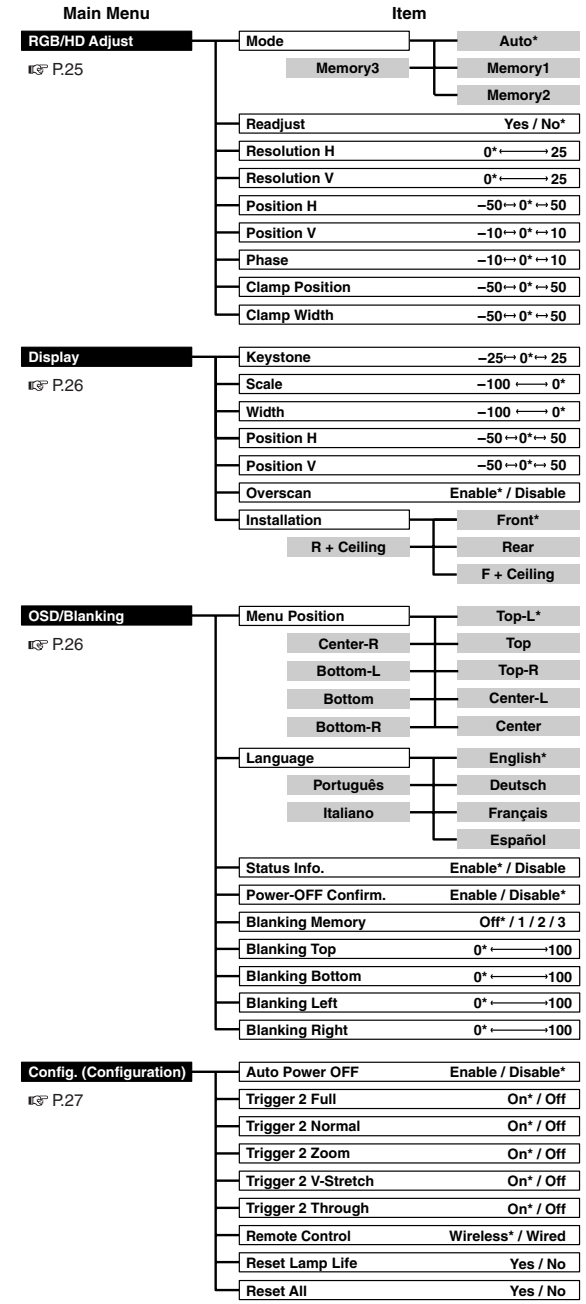 Main Menu Item
RGB/HD Adjust Mode Auto*
☞ P.25 Memory3 Memory1
Memory2
Readjust Yes / No*
Resolution H 0* ⟷ 25
Resolution V 0* ⟷ 25
Position H –50↔ 0* ↔50
Position V –10↔ 0* ↔10
Phase –10↔ 0* ↔10
Clamp Position –50↔ 0* ↔50
Clamp Width –50↔ 0* ↔50
Display Keystone –25↔ 0*↔ 25
☞ P.26 Scale –100 ⟷ 0*
Width –100 ⟷ 0*
Position H –50 ↔0*↔ 50
Position V –50 ↔0*↔ 50
Overscan Enable* / Disable
Installation Front*
R + Ceiling Rear
F + Ceiling
OSD/Blanking Menu Position Top-L*
☞ P.26 Center-R Top
Bottom-L Top-R
Bottom Center-L
Bottom-R Center
Language English*
Português Deutsch
Italiano Français
Español
Status Info. Enable* / Disable
Power-OFF Confirm. Enable / Disable*
Blanking Memory Off* / 1 / 2 / 3
Blanking Top 0* ⟷100
Blanking Bottom 0* ⟷100
Blanking Left 0* ⟷100
Blanking Right 0* ⟷100
Config. (Configuration) Auto Power OFF Enable / Disable*
☞ P.27 Trigger 2 Full On* / Off
Trigger 2 Normal On* / Off
Trigger 2 Zoom On* / Off
Trigger 2 V-Stretch On* / Off
Trigger 2 Through On* / Off
Remote Control Wireless* / Wired
Reset Lamp Life Yes / No
Reset All Yes / No